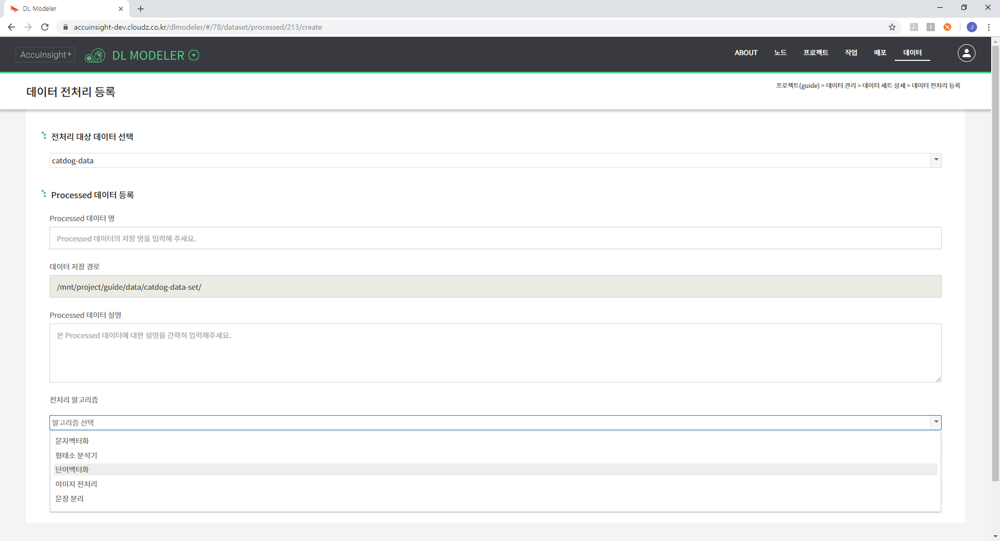 DL Modeler
accuinsight-dev.cloudz.co.kr/dlmodeler/#/78/dataset/processed/213/create
J
AccuInsight+
DL MODELER
ABOUT 노드 프로젝트 작업 배포 데이터
데이터 전처리 등록
프로젝트(guide) > 데이터 관리 > 데이터 세트 상세 > 데이터 전처리 등록
전처리 대상 데이터 선택
catdog-data
Processed 데이터 등록
Processed 데이터 명
Processed 데이터의 저장 명을 입력해 주세요.
데이터 저장 경로
/mnt/project/guide/data/catdog-data-set/
Processed 데이터 설명
본 Processed 데이터에 대한 설명을 간략히 입력해주세요.
전처리 알고리즘
알고리즘 선택
문자벡터화
형태소 분석기
단어벡터화
이미지 전처리
문장 분리